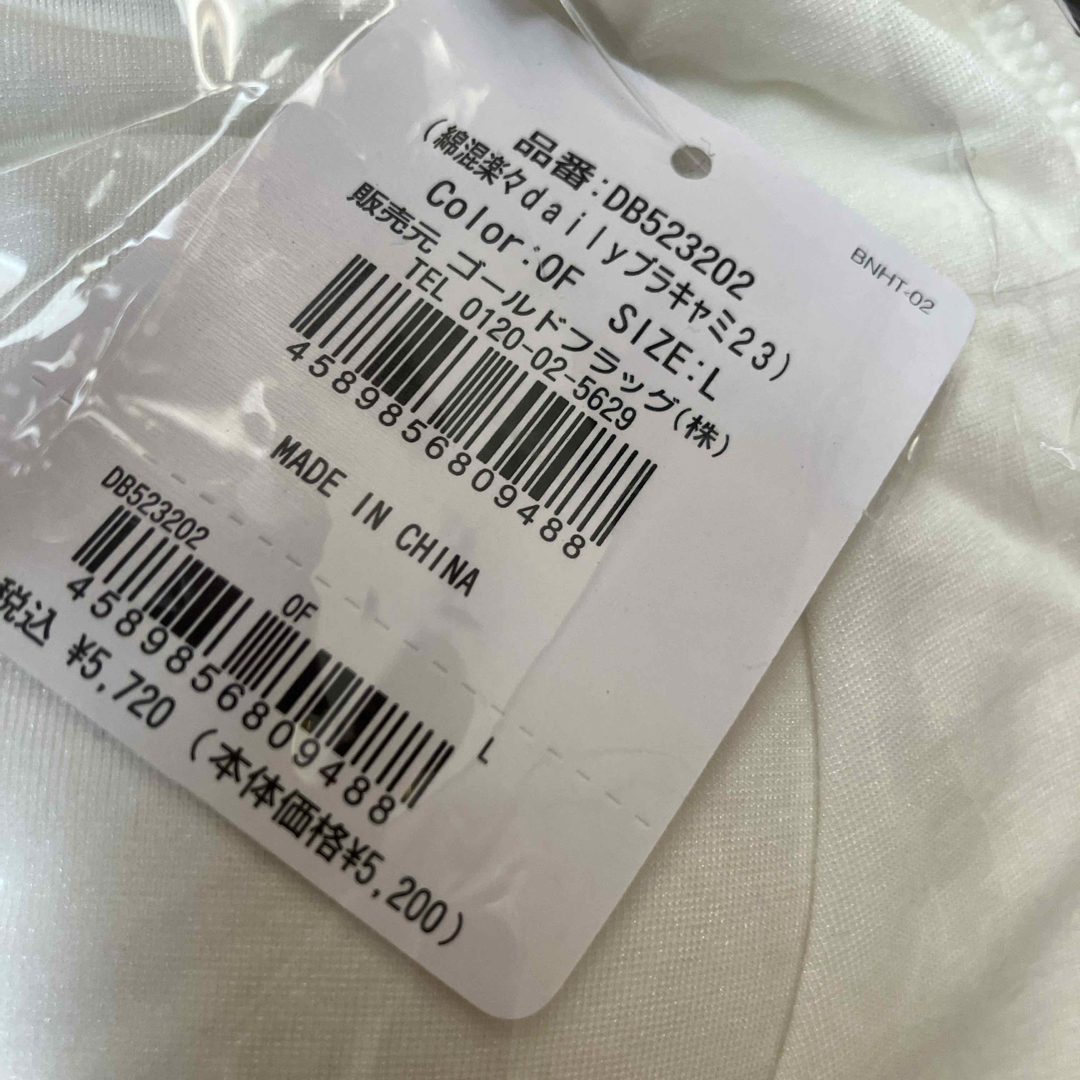 BNHT-02
品番:DB523202
(綿混楽々dailyブラキャミ23)
Color:OF SIZE:L
販売元 ゴールドフラッグ(株)
TEL 0120-02-5629
4589856809488
MADE IN CHINA
DB523202 OF L
4589856809488
税込 ¥5,720 (本体価格¥5,200)